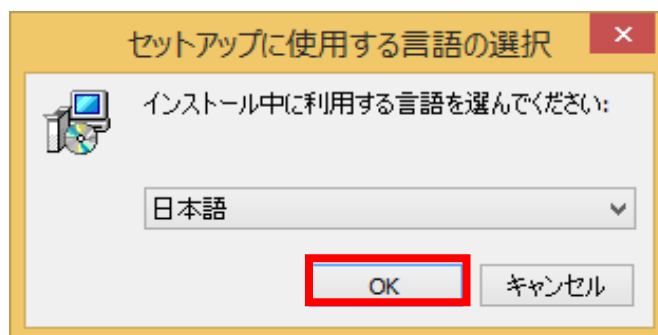 セットアップに使用する言語の選択
インストール中に利用する言語を選んでください:
日本語
OK
キャンセル